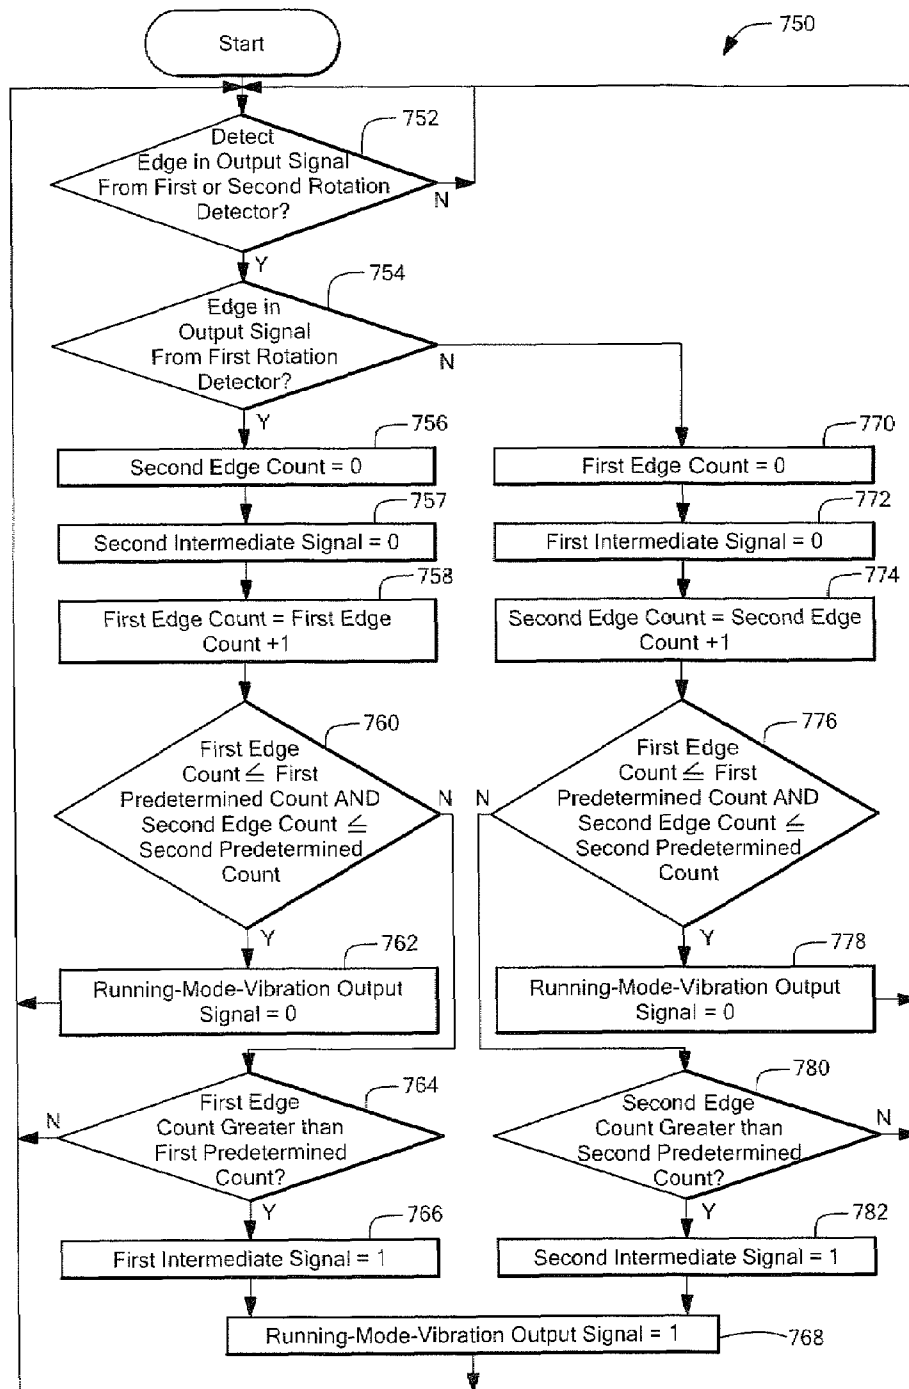 Start
750
752
Detect
Edge in Output Signal
From First or Second Rotation
Detector?
N
Y
754
Edge in
Output Signal
From First Rotation
Detector?
N
Y
756
Second Edge Count = 0
757
Second Intermediate Signal = 0
758
First Edge Count = First Edge
Count +1
760
First Edge
Count ≦ First
Predetermined Count AND
Second Edge Count ≦
Second Predetermined
Count
N
Y
762
Running-Mode-Vibration Output
Signal = 0
764
First Edge
Count Greater than
First Predetermined
Count?
N
Y
766
First Intermediate Signal = 1
770
First Edge Count = 0
772
First Intermediate Signal = 0
774
Second Edge Count = Second Edge
Count +1
776
First Edge
Count ≦ First
Predetermined Count AND
Second Edge Count ≦
Second Predetermined
Count
N
Y
778
Running-Mode-Vibration Output
Signal = 0
780
Second Edge
Count Greater than
Second Predetermined
Count?
N
Y
782
Second Intermediate Signal = 1
Running-Mode-Vibration Output Signal = 1
768